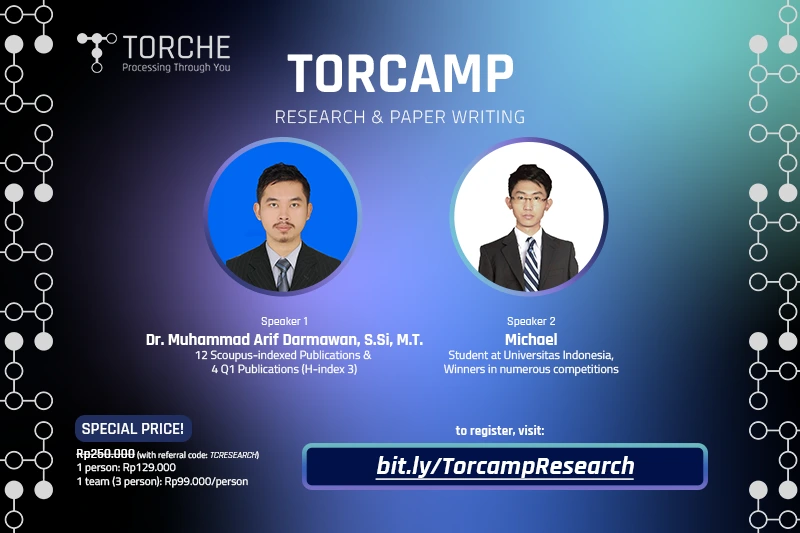 TORCHE
Processing Through You
TORCAMP
RESEARCH & PAPER WRITING
Speaker 1
Dr. Muhammad Arif Darmawan, S.Si, M.T.
12 Scoupus-indexed Publications &
4 Q1 Publications (H-index 3)
Speaker 2
Michael
Student at Universitas Indonesia,
Winners in numerous competitions
SPECIAL PRICE!
Rp250.000 (with referral code: TCRESEARCH)
1 person: Rp129.000
1 team (3 person): Rp99.000/person
to register, visit:
bit.ly/TorcampResearch